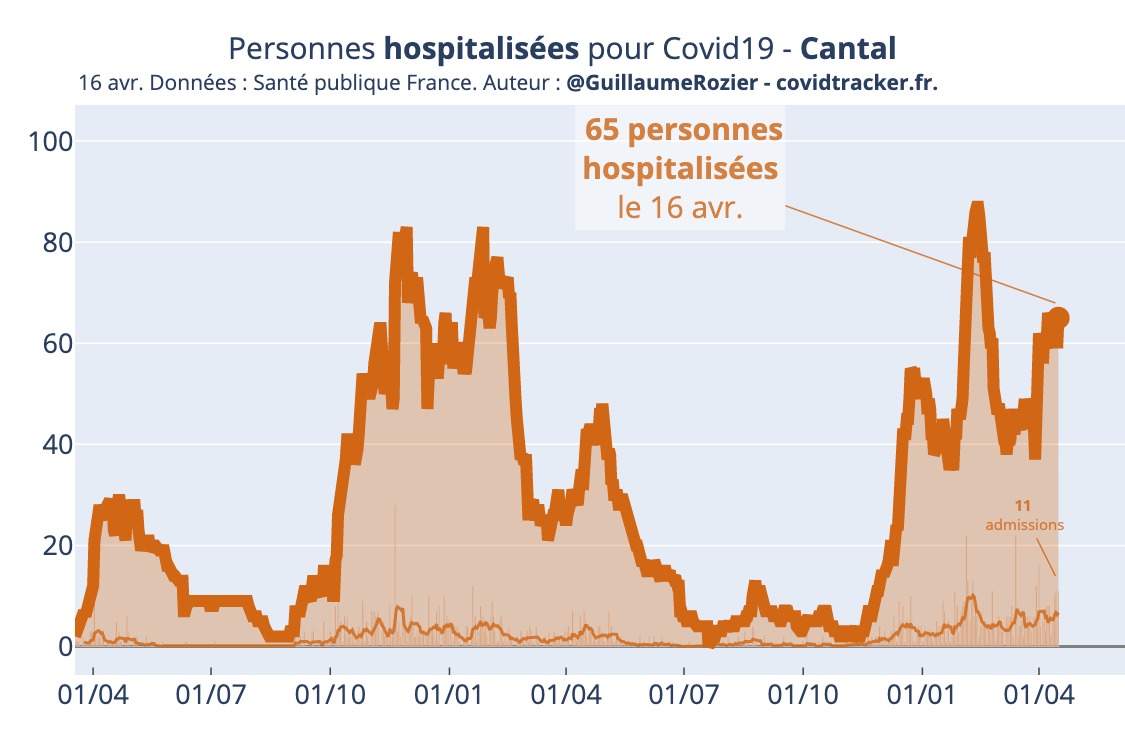 Personnes hospitalisées pour Covid19 - Cantal
16 avr. Données : Santé publique France. Auteur : @GuillaumeRozier - covidtracker.fr.
65 personnes
hospitalisées
le 16 avr.
100
80
60
40
20
0
11
admissions
01/04 01/07 01/10 01/01 01/04 01/07 01/10 01/01 01/04